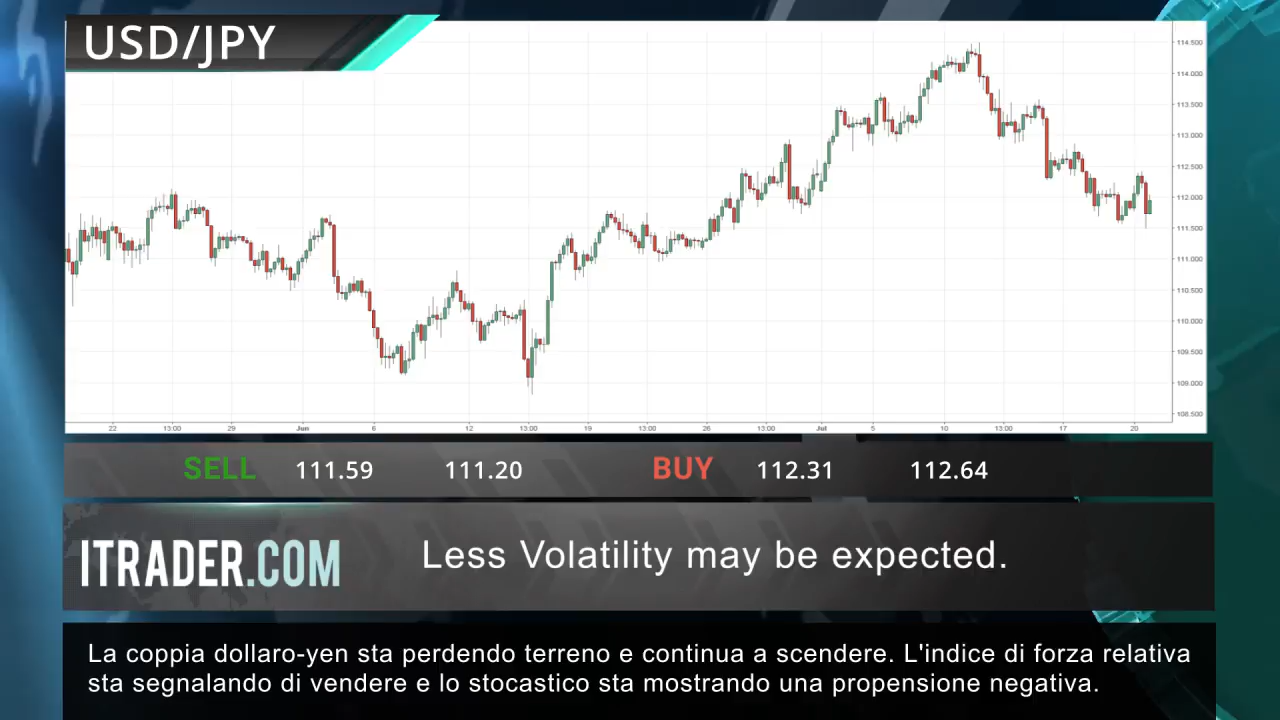 USD/JPY
114.500
114.000
113.500
113.000
112.500
112.000
111.500
111.000
110.500
110.000
109.500
109.000
108.500
22 13:00 29 Jun 6 12 13:00 19 13:00 26 13:00 Jul 5 10 13:00 17 20
SELL 111.59 111.20 BUY 112.31 112.64
ITRADER.COM Less Volatility may be expected.
La coppia dollaro-yen sta perdendo terreno e continua a scendere. L'indice di forza relativa
sta segnalando di vendere e lo stocastico sta mostrando una propensione negativa.